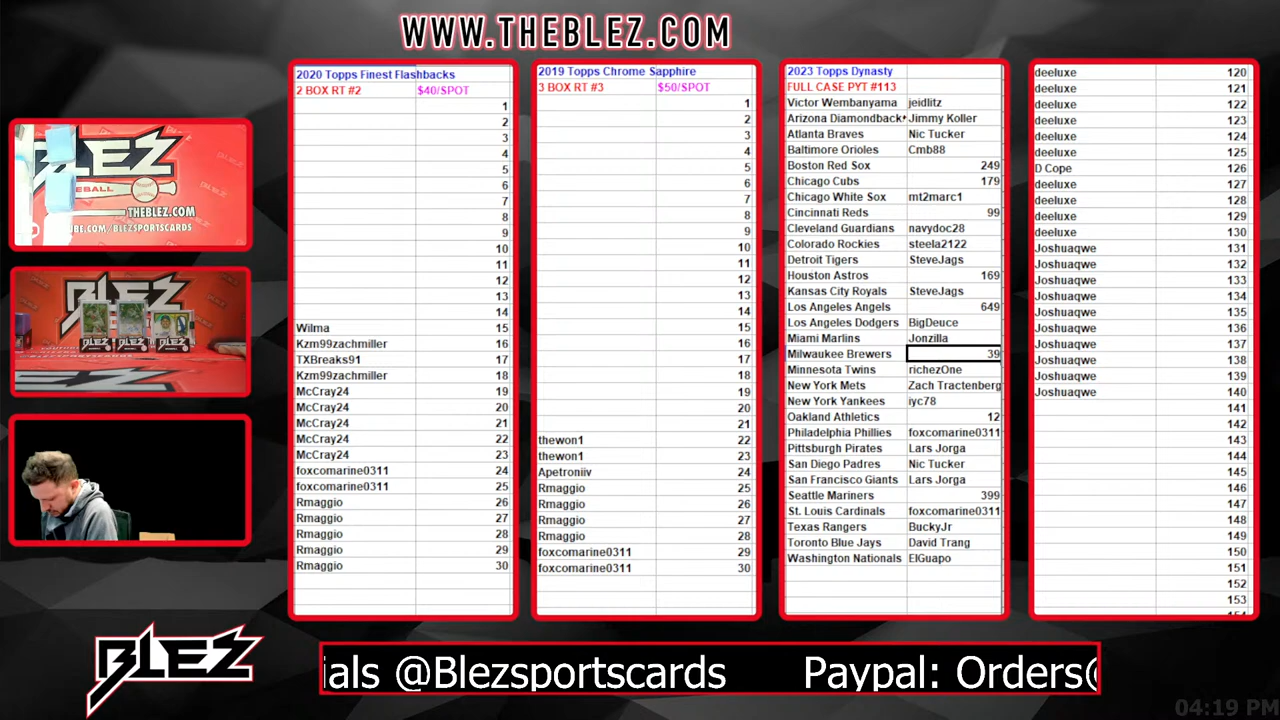 WWW.THEBLEZ.COM
BLEZ
BASEBALL
THEBLEZ.COM
BLEZ
2020 Topps Finest Flashbacks
2 BOX RT #2 $40/SPOT
1
2
3
4
5
6
7
8
9
10
11
12
13
14
Wilma 15
Kzm99zachmiller 16
TXBreaks91 17
Kzm99zachmiller 18
McCray24 19
McCray24 20
McCray24 21
McCray24 22
McCray24 23
foxcomarine0311 24
foxcomarine0311 25
Rmaggio 26
Rmaggio 27
Rmaggio 28
Rmaggio 29
Rmaggio 30
2019 Topps Chrome Sapphire
3 BOX RT #3 $50/SPOT
1
2
3
4
5
6
7
8
9
10
11
12
13
14
15
16
17
18
19
20
21
thewon1 22
thewon1 23
Apetroniiv 24
Rmaggio 25
Rmaggio 26
Rmaggio 27
Rmaggio 28
foxcomarine0311 29
foxcomarine0311 30
2023 Topps Dynasty
FULL CASE PYT #113
Victor Wembanyama jeidlitz
Arizona Diamondback Jimmy Koller
Atlanta Braves Nic Tucker
Baltimore Orioles Cmb88
Boston Red Sox 249
Chicago Cubs 179
Chicago White Sox mt2marc1
Cincinnati Reds 99
Cleveland Guardians navydoc28
Colorado Rockies steela2122
Detroit Tigers SteveJags
Houston Astros 169
Kansas City Royals SteveJags
Los Angeles Angels 649
Los Angeles Dodgers BigDeuce
Miami Marlins Jonzilla
Milwaukee Brewers 39
Minnesota Twins richezOne
New York Mets Zach Tractenberg
New York Yankees iyc78
Oakland Athletics 12
Philadelphia Phillies foxcomarine0311
Pittsburgh Pirates Lars Jorga
San Diego Padres Nic Tucker
San Francisco Giants Lars Jorga
Seattle Mariners 399
St. Louis Cardinals foxcomarine0311
Texas Rangers BuckyJr
Toronto Blue Jays David Trang
Washington Nationals ElGuapo
deeluxe 120
deeluxe 121
deeluxe 122
deeluxe 123
deeluxe 124
deeluxe 125
D Cope 126
deeluxe 127
deeluxe 128
deeluxe 129
deeluxe 130
Joshuaqwe 131
Joshuaqwe 132
Joshuaqwe 133
Joshuaqwe 134
Joshuaqwe 135
Joshuaqwe 136
Joshuaqwe 137
Joshuaqwe 138
Joshuaqwe 139
Joshuaqwe 140
141
142
143
144
145
146
147
148
149
150
151
152
153
BLEZ
ials @Blezsportscards Paypal: Orders@
04:19 PM